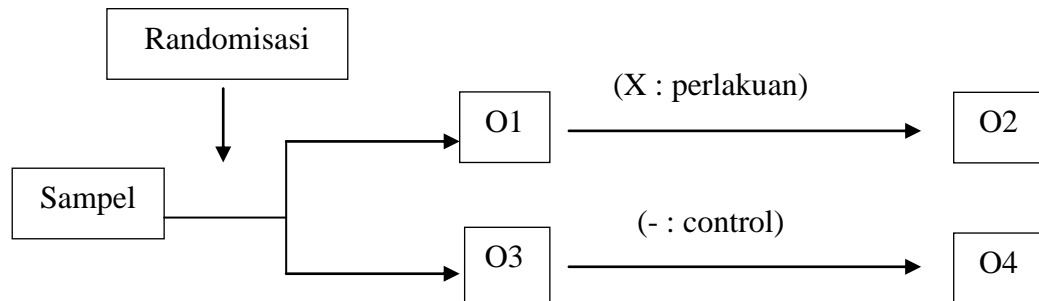 Randomisasi
(X : perlakuan)
O1
O2
Sampel
(- : control)
O3
O4